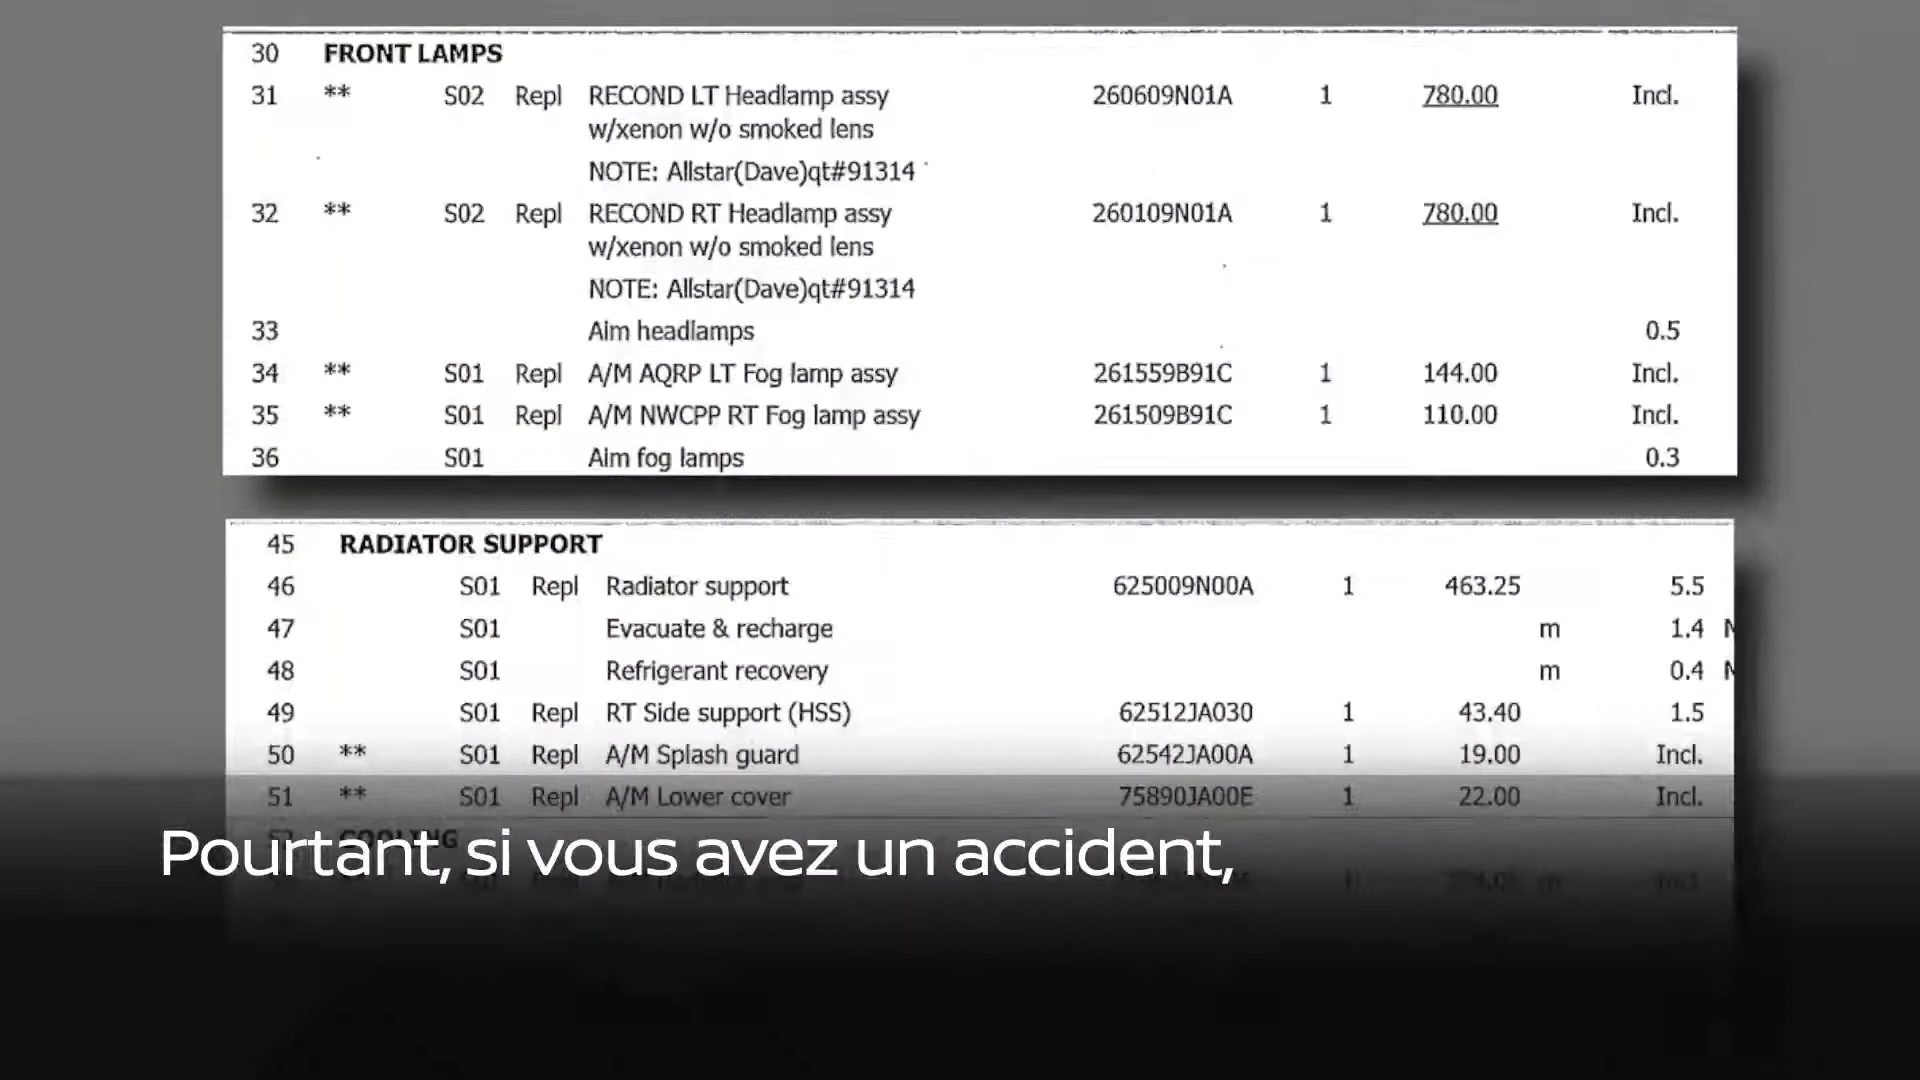 30 FRONT LAMPS
31 ** S02 Repl RECOND LT Headlamp assy 260609N01A 1 780.00 Incl.
w/xenon w/o smoked lens
NOTE: Allstar(Dave)qt#91314
32 ** S02 Repl RECOND RT Headlamp assy 260109N01A 1 780.00 Incl.
w/xenon w/o smoked lens
NOTE: Allstar(Dave)qt#91314
33 Aim headlamps 0.5
34 ** S01 Repl A/M AQRP LT Fog lamp assy 261559B91C 1 144.00 Incl.
35 ** S01 Repl A/M NWCPP RT Fog lamp assy 261509B91C 1 110.00 Incl.
36 S01 Aim fog lamps 0.3
45 RADIATOR SUPPORT
46 S01 Repl Radiator support 625009N00A 1 463.25 5.5
47 S01 Evacuate & recharge m 1.4
48 S01 Refrigerant recovery m 0.4
49 S01 Repl RT Side support (HSS) 62512JA030 1 43.40 1.5
50 ** S01 Repl A/M Splash guard 62542JA00A 1 19.00 Incl.
51 ** S01 Repl A/M Lower cover 75890JA00E 1 22.00 Incl.
52 COOLING
Pourtant, si vous avez un accident,